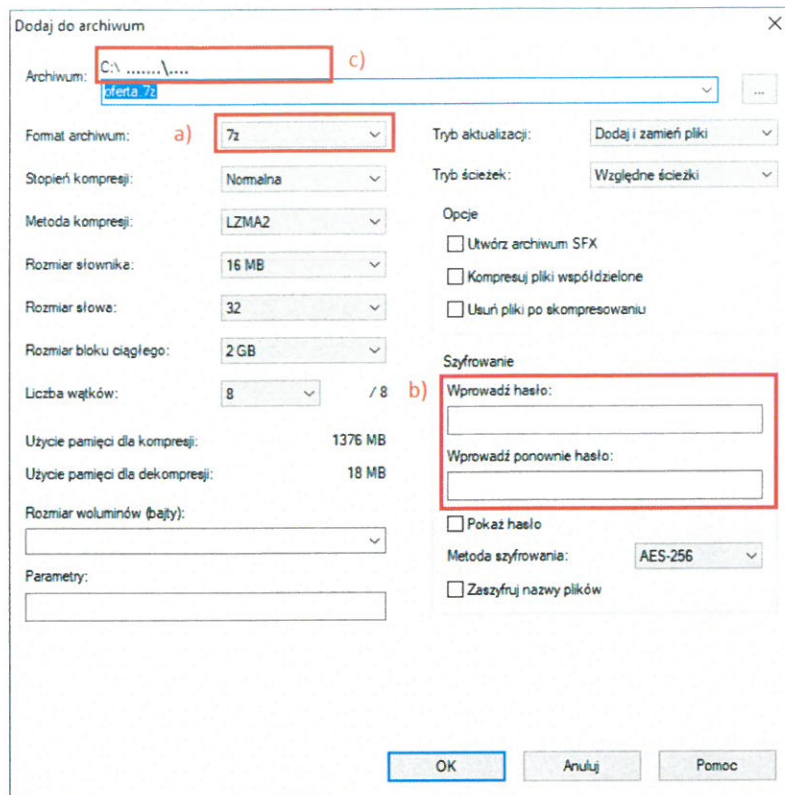 Dodaj do archiwum
c)
Archiwum: C:\ .......\....
oferta.7z
...
Format archiwum: a) 7z
Stopień kompresji: Normalna
Metoda kompresji: LZMA2
Rozmiar słownika: 16 MB
Rozmiar słowa: 32
Rozmiar bloku ciągłego: 2 GB
Liczba wątków: 8 / 8
Użycie pamięci dla kompresji: 1376 MB
Użycie pamięci dla dekompresji: 18 MB
Rozmiar woluminów (bajty):
Parametry:
Tryb aktualizacji: Dodaj i zamień pliki
Tryb ścieżek: Względne ścieżki
Opcje
Utwórz archiwum SFX
Kompresuj pliki współdzielone
Usuń pliki po skompresowaniu
Szyfrowanie
b) Wprowadź hasło:
Wprowadź ponownie hasło:
Pokaż hasło
Metoda szyfrowania: AES-256
Zaszyfruj nazwy plików
OK Anuluj Pomoc